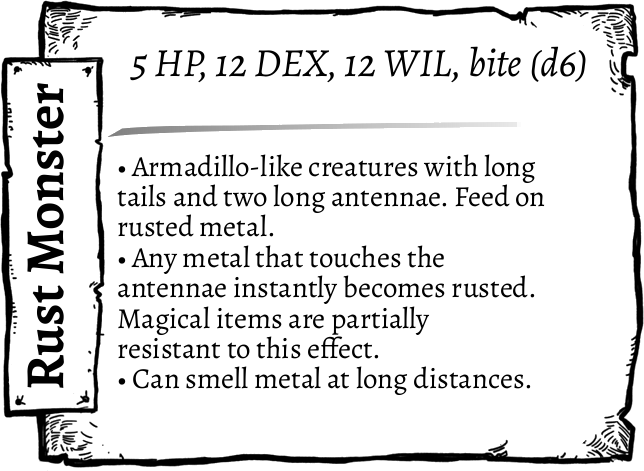 Rust Monster
5 HP, 12 DEX, 12 WIL, bite (d6)
• Armadillo-like creatures with long
tails and two long antennae. Feed on
rusted metal.
• Any metal that touches the
antennae instantly becomes rusted.
Magical items are partially
resistant to this effect.
• Can smell metal at long distances.